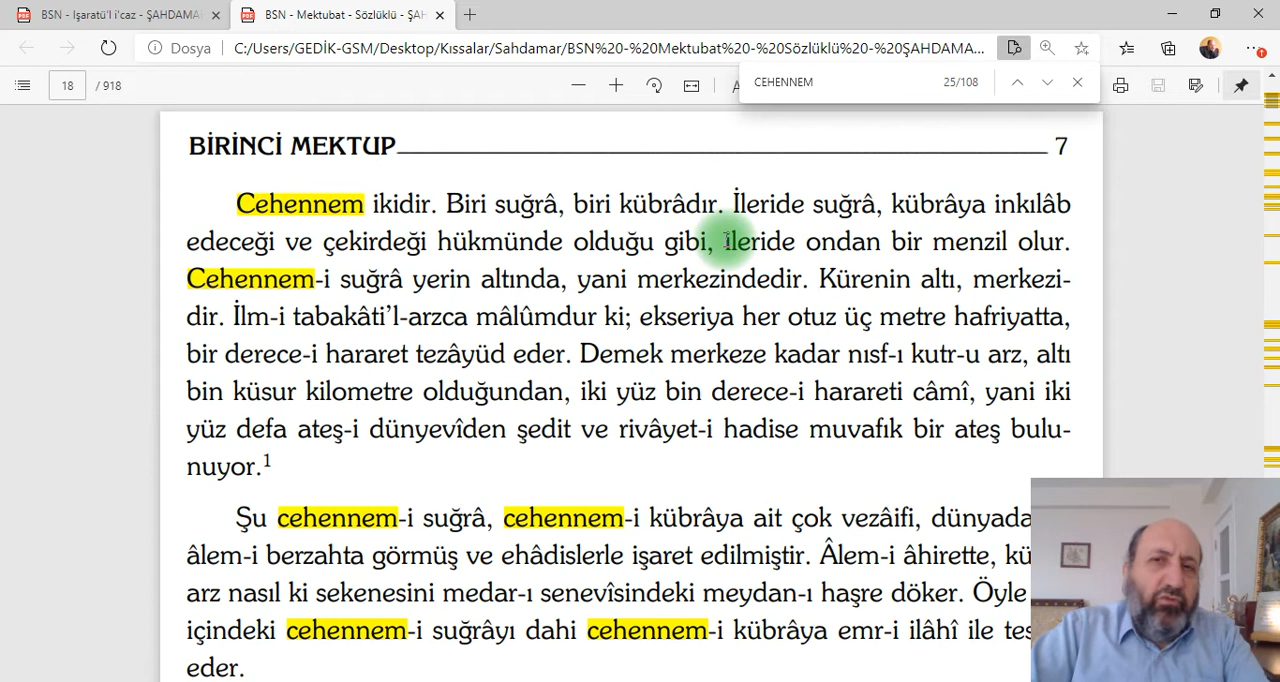 BSN - Işaratü'l i'caz - ŞAHDAMA
BSN - Mektubat - Sözlüklü - ŞA
Dosya
C:/Users/GEDİK-GSM/Desktop/Kıssalar/Sahdamar/BSN%20-%20Mektubat%20-%20Sözlüklü%20-%20ŞAHDAMA...
18 / 918
CEHENNEM 25/108
BİRİNCİ MEKTUP 7
Cehennem ikidir. Biri suğrâ, biri kübrâdır. İleride suğrâ, kübrâya inkılâb
edeceği ve çekirdeği hükmünde olduğu gibi, ileride ondan bir menzil olur.
Cehennem-i suğrâ yerin altında, yani merkezindedir. Kürenin altı, merkezi-
dir. İlm-i tabakâti’l-arzca mâlûmdur ki; ekseriya her otuz üç metre hafriyatta,
bir derece-i hararet tezâyüd eder. Demek merkeze kadar nısf-ı kutr-u arz, altı
bin küsur kilometre olduğundan, iki yüz bin derece-i harareti câmî, yani iki
yüz defa ateş-i dünyevîden şedit ve rivâyet-i hadise muvafık bir ateş bulu-
nuyor.1
Şu cehennem-i suğrâ, cehennem-i kübrâya ait çok vezâifi, dünyada
âlem-i berzahta görmüş ve ehâdislerle işaret edilmiştir. Âlem-i âhirette, kü
arz nasıl ki sekenesini medar-ı senevîsindeki meydan-ı haşre döker. Öyle
içindeki cehennem-i suğrâyı dahi cehennem-i kübrâya emr-i ilâhî ile tes
eder.